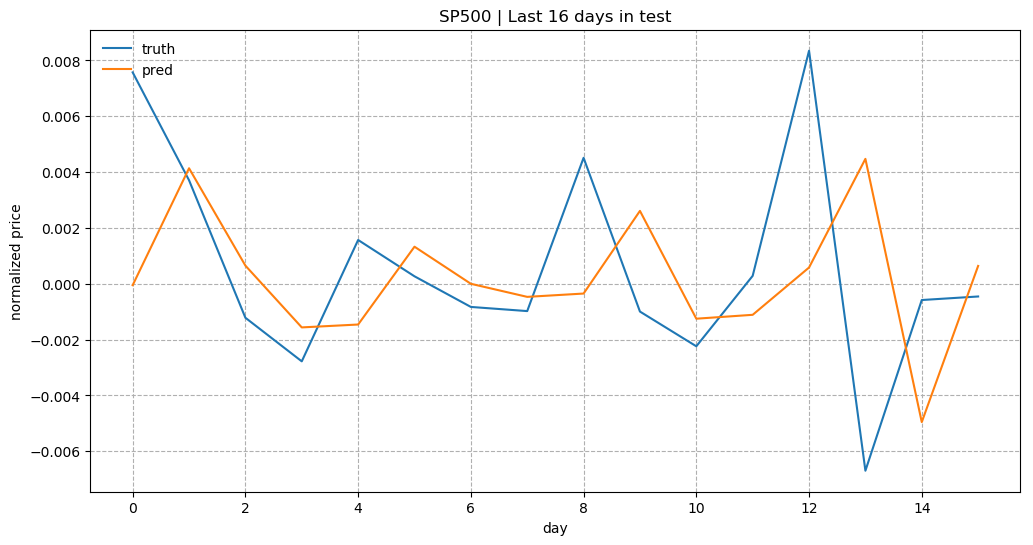 SP500 | Last 16 days in test
truth
pred
0.008
0.006
0.004
0.002
0.000
−0.002
−0.004
−0.006
normalized price
0 2 4 6 8 10 12 14
day